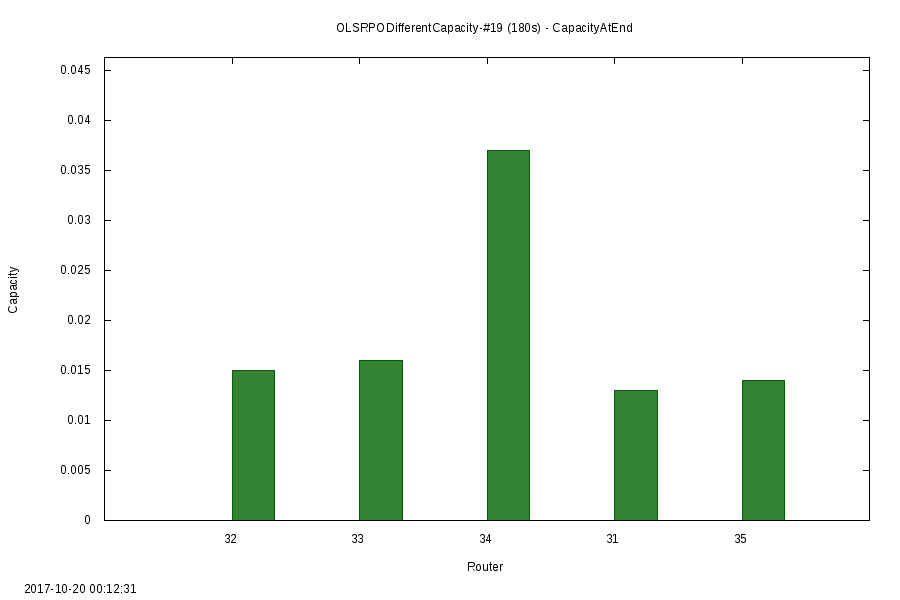 OLSRPODifferentCapacity-#19 (180s) - CapacityAtEnd
0.045
0.04
0.035
0.03
0.025
0.02
0.015
0.01
0.005
0
Capacity
32 33 34 31 35
Router
2017-10-20 00:12:31